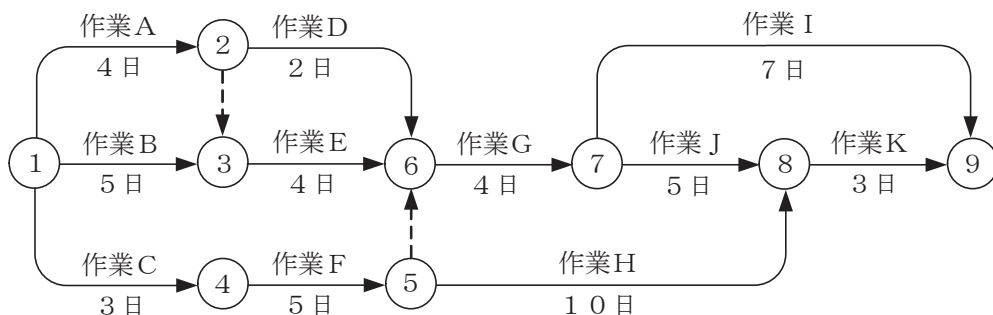 作業A
4日
②
作業D
2日
作業I
7日
①
作業B
5日
③
作業E
4日
⑥
作業G
4日
⑦
作業J
5日
⑧
作業K
3日
⑨
作業C
3日
④
作業F
5日
⑤
作業H
10日